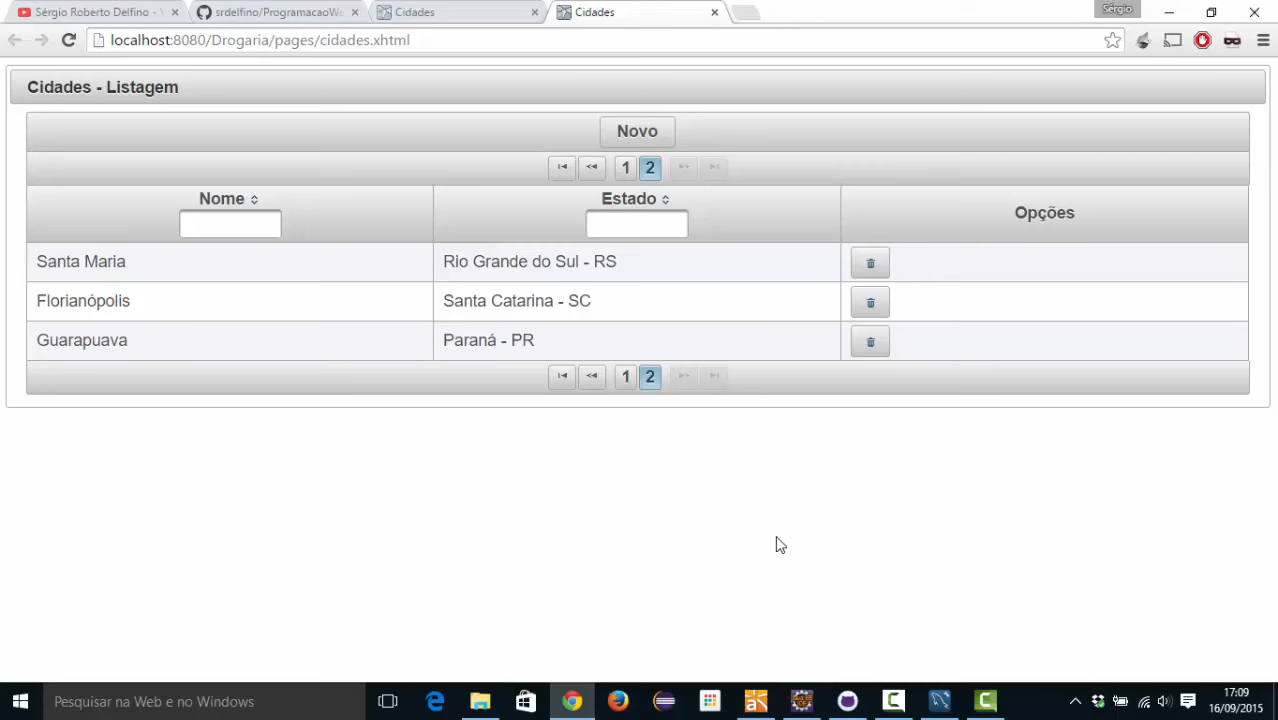 Sérgio Roberto Delfino -
srdelfino/ProgramacaoWe
Cidades
Cidades
Sérgio
localhost:8080/Drogaria/pages/cidades.xhtml
Cidades - Listagem
Novo
1 2
Nome Estado Opções
Santa Maria Rio Grande do Sul - RS
Florianópolis Santa Catarina - SC
Guarapuava Paraná - PR
1 2
Pesquisar na Web e no Windows
17:09
16/09/2015